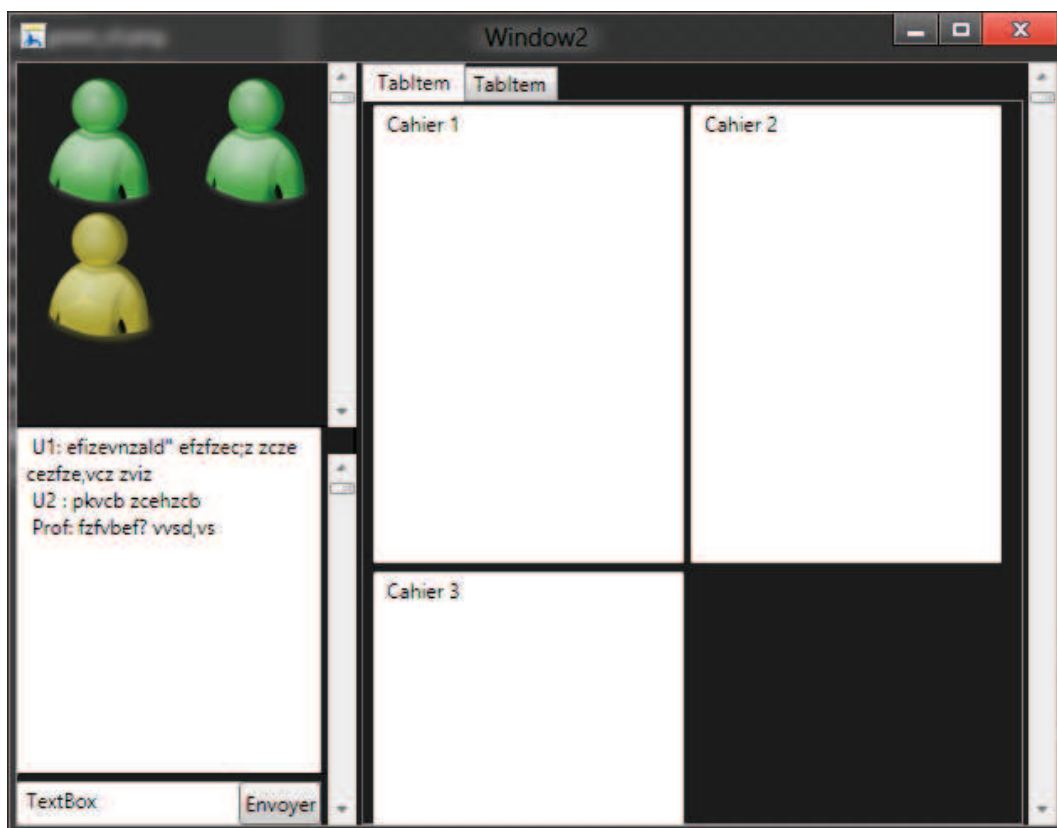 Window2
TabItem TabItem
Cahier 1
Cahier 2
Cahier 3
U1: efizevnzald" efzfzec;z zcze
cezfze,vcz zviz
U2 : pkvcb zcehzcb
Prof: fzfvbef? vvsd,vs
TextBox
Envoyer